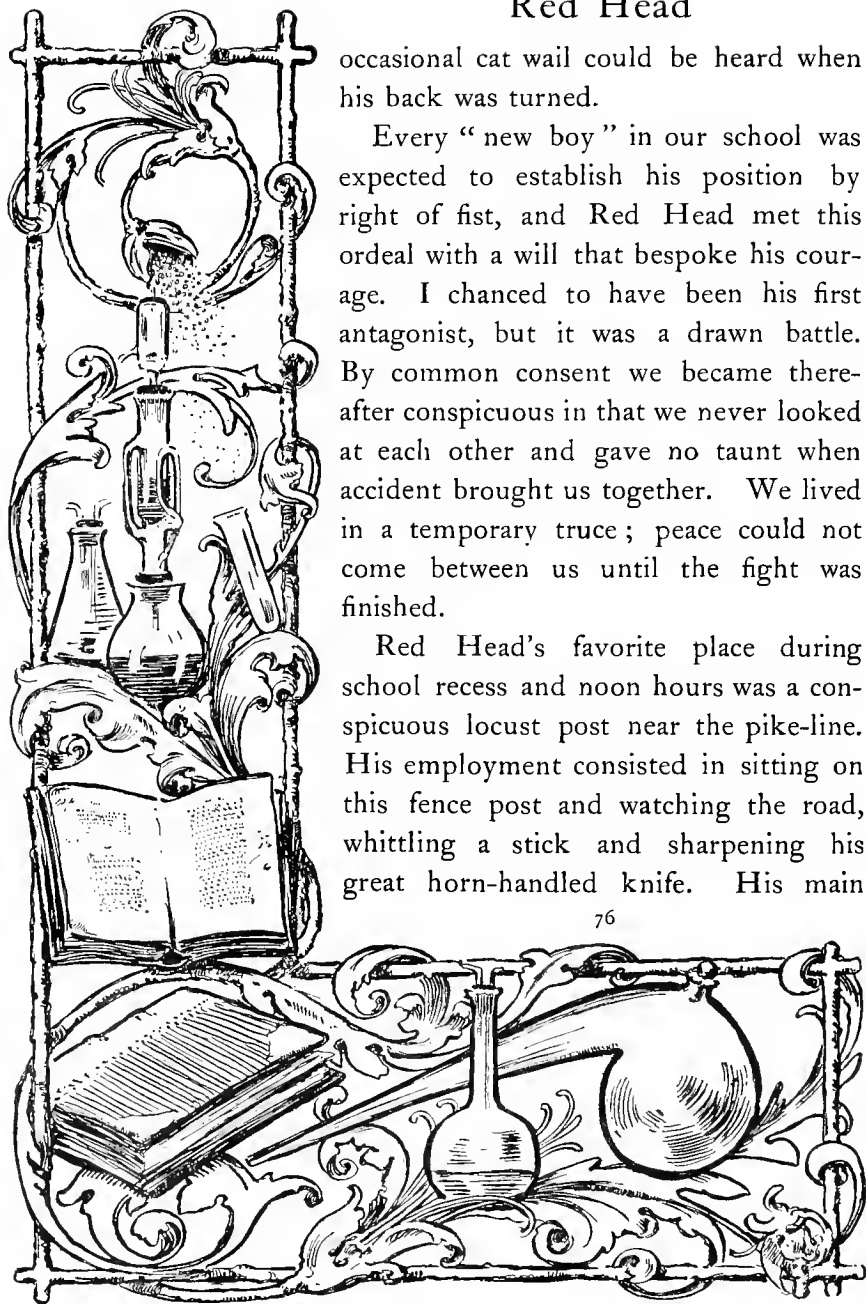 Red Head
occasional cat wail could be heard when
his back was turned.
Every “ new boy ” in our school was
expected to establish his position by
right of fist, and Red Head met this
ordeal with a will that bespoke his cour-
age. I chanced to have been his first
antagonist, but it was a drawn battle.
By common consent we became there-
after conspicuous in that we never looked
at each other and gave no taunt when
accident brought us together. We lived
in a temporary truce ; peace could not
come between us until the fight was
finished.
Red Head's favorite place during
school recess and noon hours was a con-
spicuous locust post near the pike-line.
His employment consisted in sitting on
this fence post and watching the road,
whittling a stick and sharpening his
great horn-handled knife. His main
76